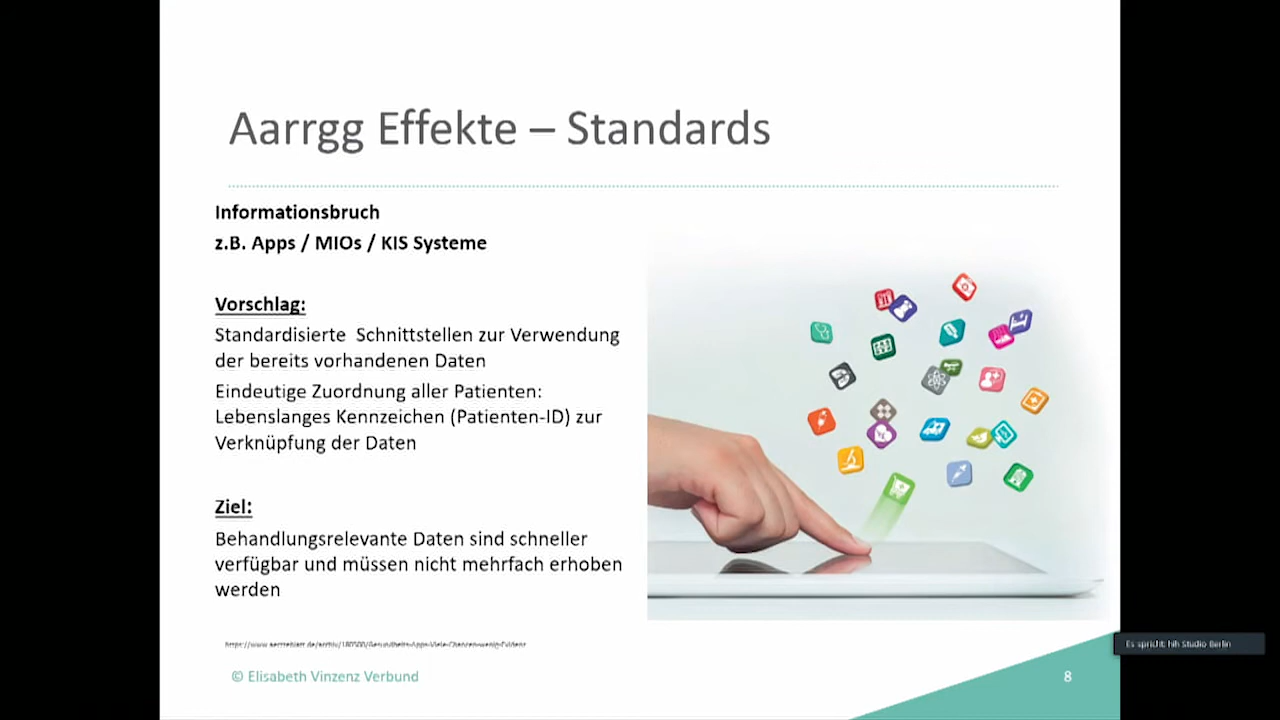 Aarrgg Effekte – Standards
Informationsbruch
z.B. Apps / MIOs / KIS Systeme
Vorschlag:
Standardisierte Schnittstellen zur Verwendung
der bereits vorhandenen Daten
Eindeutige Zuordnung aller Patienten:
Lebenslanges Kennzeichen (Patienten-ID) zur
Verknüpfung der Daten
Ziel:
Behandlungsrelevante Daten sind schneller
verfügbar und müssen nicht mehrfach erhoben
werden
© Elisabeth Vinzenz Verbund
8
Es spricht: hih Studio Berlin